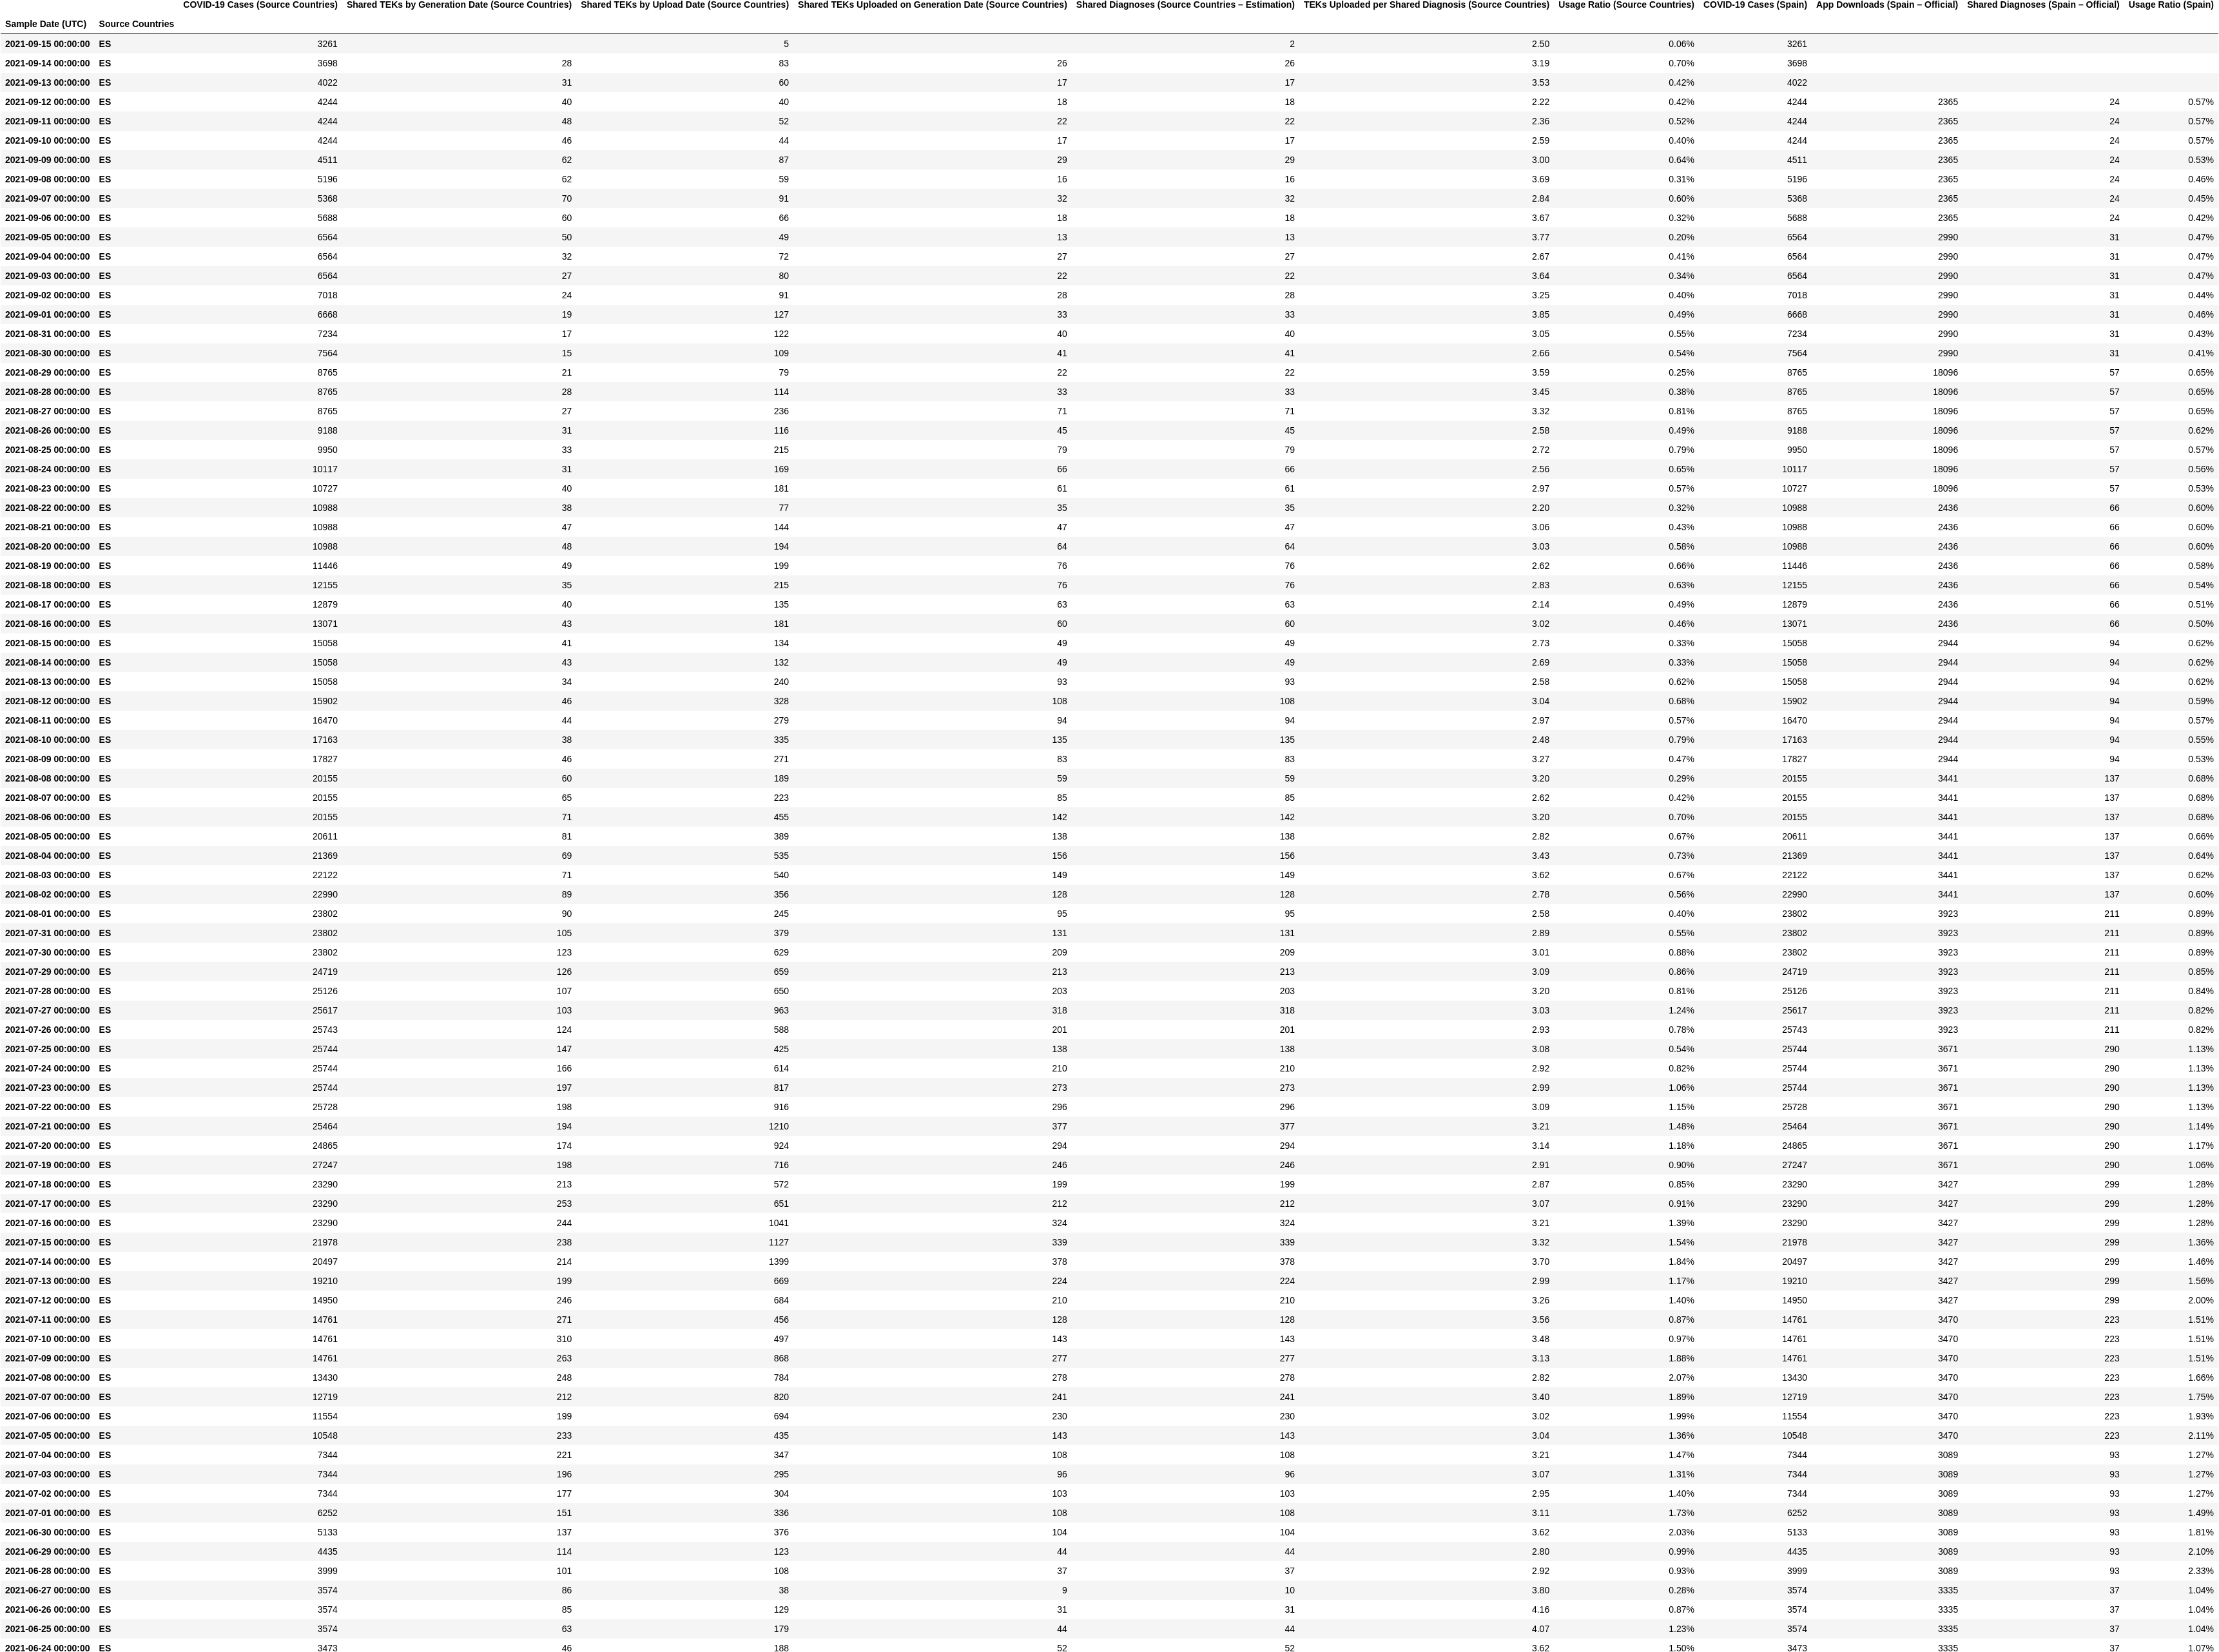 COVID-19 Cases (Source Countries) Shared TEKs by Generation Date (Source Countries) Shared TEKs by Upload Date (Source Countries) Shared TEKs Uploaded on Generation Date (Source Countries) Shared Diagnoses (Source Countries – Estimation) TEKs Uploaded per Shared Diagnosis (Source Countries) Usage Ratio (Source Countries) COVID-19 Cases (Spain) App Downloads (Spain – Official) Shared Diagnoses (Spain – Official) Usage Ratio (Spain)
Sample Date (UTC) Source Countries
2021-09-15 00:00:00 ES 3261 5 2 2.50 0.06% 3261
2021-09-14 00:00:00 ES 3698 28 83 26 26 3.19 0.70% 3698
2021-09-13 00:00:00 ES 4022 31 60 17 17 3.53 0.42% 4022
2021-09-12 00:00:00 ES 4244 40 40 18 18 2.22 0.42% 4244 2365 24 0.57%
2021-09-11 00:00:00 ES 4244 48 52 22 22 2.36 0.52% 4244 2365 24 0.57%
2021-09-10 00:00:00 ES 4244 46 44 17 17 2.59 0.40% 4244 2365 24 0.57%
2021-09-09 00:00:00 ES 4511 62 87 29 29 3.00 0.64% 4511 2365 24 0.53%
2021-09-08 00:00:00 ES 5196 62 59 16 16 3.69 0.31% 5196 2365 24 0.46%
2021-09-07 00:00:00 ES 5368 70 91 32 32 2.84 0.60% 5368 2365 24 0.45%
2021-09-06 00:00:00 ES 5688 60 66 18 18 3.67 0.32% 5688 2365 24 0.42%
2021-09-05 00:00:00 ES 6564 50 49 13 13 3.77 0.20% 6564 2990 31 0.47%
2021-09-04 00:00:00 ES 6564 32 72 27 27 2.67 0.41% 6564 2990 31 0.47%
2021-09-03 00:00:00 ES 6564 27 80 22 22 3.64 0.34% 6564 2990 31 0.47%
2021-09-02 00:00:00 ES 7018 24 91 28 28 3.25 0.40% 7018 2990 31 0.44%
2021-09-01 00:00:00 ES 6668 19 127 33 33 3.85 0.49% 6668 2990 31 0.46%
2021-08-31 00:00:00 ES 7234 17 122 40 40 3.05 0.55% 7234 2990 31 0.43%
2021-08-30 00:00:00 ES 7564 15 109 41 41 2.66 0.54% 7564 2990 31 0.41%
2021-08-29 00:00:00 ES 8765 21 79 22 22 3.59 0.25% 8765 18096 57 0.65%
2021-08-28 00:00:00 ES 8765 28 114 33 33 3.45 0.38% 8765 18096 57 0.65%
2021-08-27 00:00:00 ES 8765 27 236 71 71 3.32 0.81% 8765 18096 57 0.65%
2021-08-26 00:00:00 ES 9188 31 116 45 45 2.58 0.49% 9188 18096 57 0.62%
2021-08-25 00:00:00 ES 9950 33 215 79 79 2.72 0.79% 9950 18096 57 0.57%
2021-08-24 00:00:00 ES 10117 31 169 66 66 2.56 0.65% 10117 18096 57 0.56%
2021-08-23 00:00:00 ES 10727 40 181 61 61 2.97 0.57% 10727 18096 57 0.53%
2021-08-22 00:00:00 ES 10988 38 77 35 35 2.20 0.32% 10988 2436 66 0.60%
2021-08-21 00:00:00 ES 10988 47 144 47 47 3.06 0.43% 10988 2436 66 0.60%
2021-08-20 00:00:00 ES 10988 48 194 64 64 3.03 0.58% 10988 2436 66 0.60%
2021-08-19 00:00:00 ES 11446 49 199 76 76 2.62 0.66% 11446 2436 66 0.58%
2021-08-18 00:00:00 ES 12155 35 215 76 76 2.83 0.63% 12155 2436 66 0.54%
2021-08-17 00:00:00 ES 12879 40 135 63 63 2.14 0.49% 12879 2436 66 0.51%
2021-08-16 00:00:00 ES 13071 43 181 60 60 3.02 0.46% 13071 2436 66 0.50%
2021-08-15 00:00:00 ES 15058 41 134 49 49 2.73 0.33% 15058 2944 94 0.62%
2021-08-14 00:00:00 ES 15058 43 132 49 49 2.69 0.33% 15058 2944 94 0.62%
2021-08-13 00:00:00 ES 15058 34 240 93 93 2.58 0.62% 15058 2944 94 0.62%
2021-08-12 00:00:00 ES 15902 46 328 108 108 3.04 0.68% 15902 2944 94 0.59%
2021-08-11 00:00:00 ES 16470 44 279 94 94 2.97 0.57% 16470 2944 94 0.57%
2021-08-10 00:00:00 ES 17163 38 335 135 135 2.48 0.79% 17163 2944 94 0.55%
2021-08-09 00:00:00 ES 17827 46 271 83 83 3.27 0.47% 17827 2944 94 0.53%
2021-08-08 00:00:00 ES 20155 60 189 59 59 3.20 0.29% 20155 3441 137 0.68%
2021-08-07 00:00:00 ES 20155 65 223 85 85 2.62 0.42% 20155 3441 137 0.68%
2021-08-06 00:00:00 ES 20155 71 455 142 142 3.20 0.70% 20155 3441 137 0.68%
2021-08-05 00:00:00 ES 20611 81 389 138 138 2.82 0.67% 20611 3441 137 0.66%
2021-08-04 00:00:00 ES 21369 69 535 156 156 3.43 0.73% 21369 3441 137 0.64%
2021-08-03 00:00:00 ES 22122 71 540 149 149 3.62 0.67% 22122 3441 137 0.62%
2021-08-02 00:00:00 ES 22990 89 356 128 128 2.78 0.56% 22990 3441 137 0.60%
2021-08-01 00:00:00 ES 23802 90 245 95 95 2.58 0.40% 23802 3923 211 0.89%
2021-07-31 00:00:00 ES 23802 105 379 131 131 2.89 0.55% 23802 3923 211 0.89%
2021-07-30 00:00:00 ES 23802 123 629 209 209 3.01 0.88% 23802 3923 211 0.89%
2021-07-29 00:00:00 ES 24719 126 659 213 213 3.09 0.86% 24719 3923 211 0.85%
2021-07-28 00:00:00 ES 25126 107 650 203 203 3.20 0.81% 25126 3923 211 0.84%
2021-07-27 00:00:00 ES 25617 103 963 318 318 3.03 1.24% 25617 3923 211 0.82%
2021-07-26 00:00:00 ES 25743 124 588 201 201 2.93 0.78% 25743 3923 211 0.82%
2021-07-25 00:00:00 ES 25744 147 425 138 138 3.08 0.54% 25744 3671 290 1.13%
2021-07-24 00:00:00 ES 25744 166 614 210 210 2.92 0.82% 25744 3671 290 1.13%
2021-07-23 00:00:00 ES 25744 197 817 273 273 2.99 1.06% 25744 3671 290 1.13%
2021-07-22 00:00:00 ES 25728 198 916 296 296 3.09 1.15% 25728 3671 290 1.13%
2021-07-21 00:00:00 ES 25464 194 1210 377 377 3.21 1.48% 25464 3671 290 1.14%
2021-07-20 00:00:00 ES 24865 174 924 294 294 3.14 1.18% 24865 3671 290 1.17%
2021-07-19 00:00:00 ES 27247 198 716 246 246 2.91 0.90% 27247 3671 290 1.06%
2021-07-18 00:00:00 ES 23290 213 572 199 199 2.87 0.85% 23290 3427 299 1.28%
2021-07-17 00:00:00 ES 23290 253 651 212 212 3.07 0.91% 23290 3427 299 1.28%
2021-07-16 00:00:00 ES 23290 244 1041 324 324 3.21 1.39% 23290 3427 299 1.28%
2021-07-15 00:00:00 ES 21978 238 1127 339 339 3.32 1.54% 21978 3427 299 1.36%
2021-07-14 00:00:00 ES 20497 214 1399 378 378 3.70 1.84% 20497 3427 299 1.46%
2021-07-13 00:00:00 ES 19210 199 669 224 224 2.99 1.17% 19210 3427 299 1.56%
2021-07-12 00:00:00 ES 14950 246 684 210 210 3.26 1.40% 14950 3427 299 2.00%
2021-07-11 00:00:00 ES 14761 271 456 128 128 3.56 0.87% 14761 3470 223 1.51%
2021-07-10 00:00:00 ES 14761 310 497 143 143 3.48 0.97% 14761 3470 223 1.51%
2021-07-09 00:00:00 ES 14761 263 868 277 277 3.13 1.88% 14761 3470 223 1.51%
2021-07-08 00:00:00 ES 13430 248 784 278 278 2.82 2.07% 13430 3470 223 1.66%
2021-07-07 00:00:00 ES 12719 212 820 241 241 3.40 1.89% 12719 3470 223 1.75%
2021-07-06 00:00:00 ES 11554 199 694 230 230 3.02 1.99% 11554 3470 223 1.93%
2021-07-05 00:00:00 ES 10548 233 435 143 143 3.04 1.36% 10548 3470 223 2.11%
2021-07-04 00:00:00 ES 7344 221 347 108 108 3.21 1.47% 7344 3089 93 1.27%
2021-07-03 00:00:00 ES 7344 196 295 96 96 3.07 1.31% 7344 3089 93 1.27%
2021-07-02 00:00:00 ES 7344 177 304 103 103 2.95 1.40% 7344 3089 93 1.27%
2021-07-01 00:00:00 ES 6252 151 336 108 108 3.11 1.73% 6252 3089 93 1.49%
2021-06-30 00:00:00 ES 5133 137 376 104 104 3.62 2.03% 5133 3089 93 1.81%
2021-06-29 00:00:00 ES 4435 114 123 44 44 2.80 0.99% 4435 3089 93 2.10%
2021-06-28 00:00:00 ES 3999 101 108 37 37 2.92 0.93% 3999 3089 93 2.33%
2021-06-27 00:00:00 ES 3574 86 38 9 10 3.80 0.28% 3574 3335 37 1.04%
2021-06-26 00:00:00 ES 3574 85 129 31 31 4.16 0.87% 3574 3335 37 1.04%
2021-06-25 00:00:00 ES 3574 63 179 44 44 4.07 1.23% 3574 3335 37 1.04%
2021-06-24 00:00:00 ES 3473 46 188 52 52 3.62 1.50% 3473 3335 37 1.07%